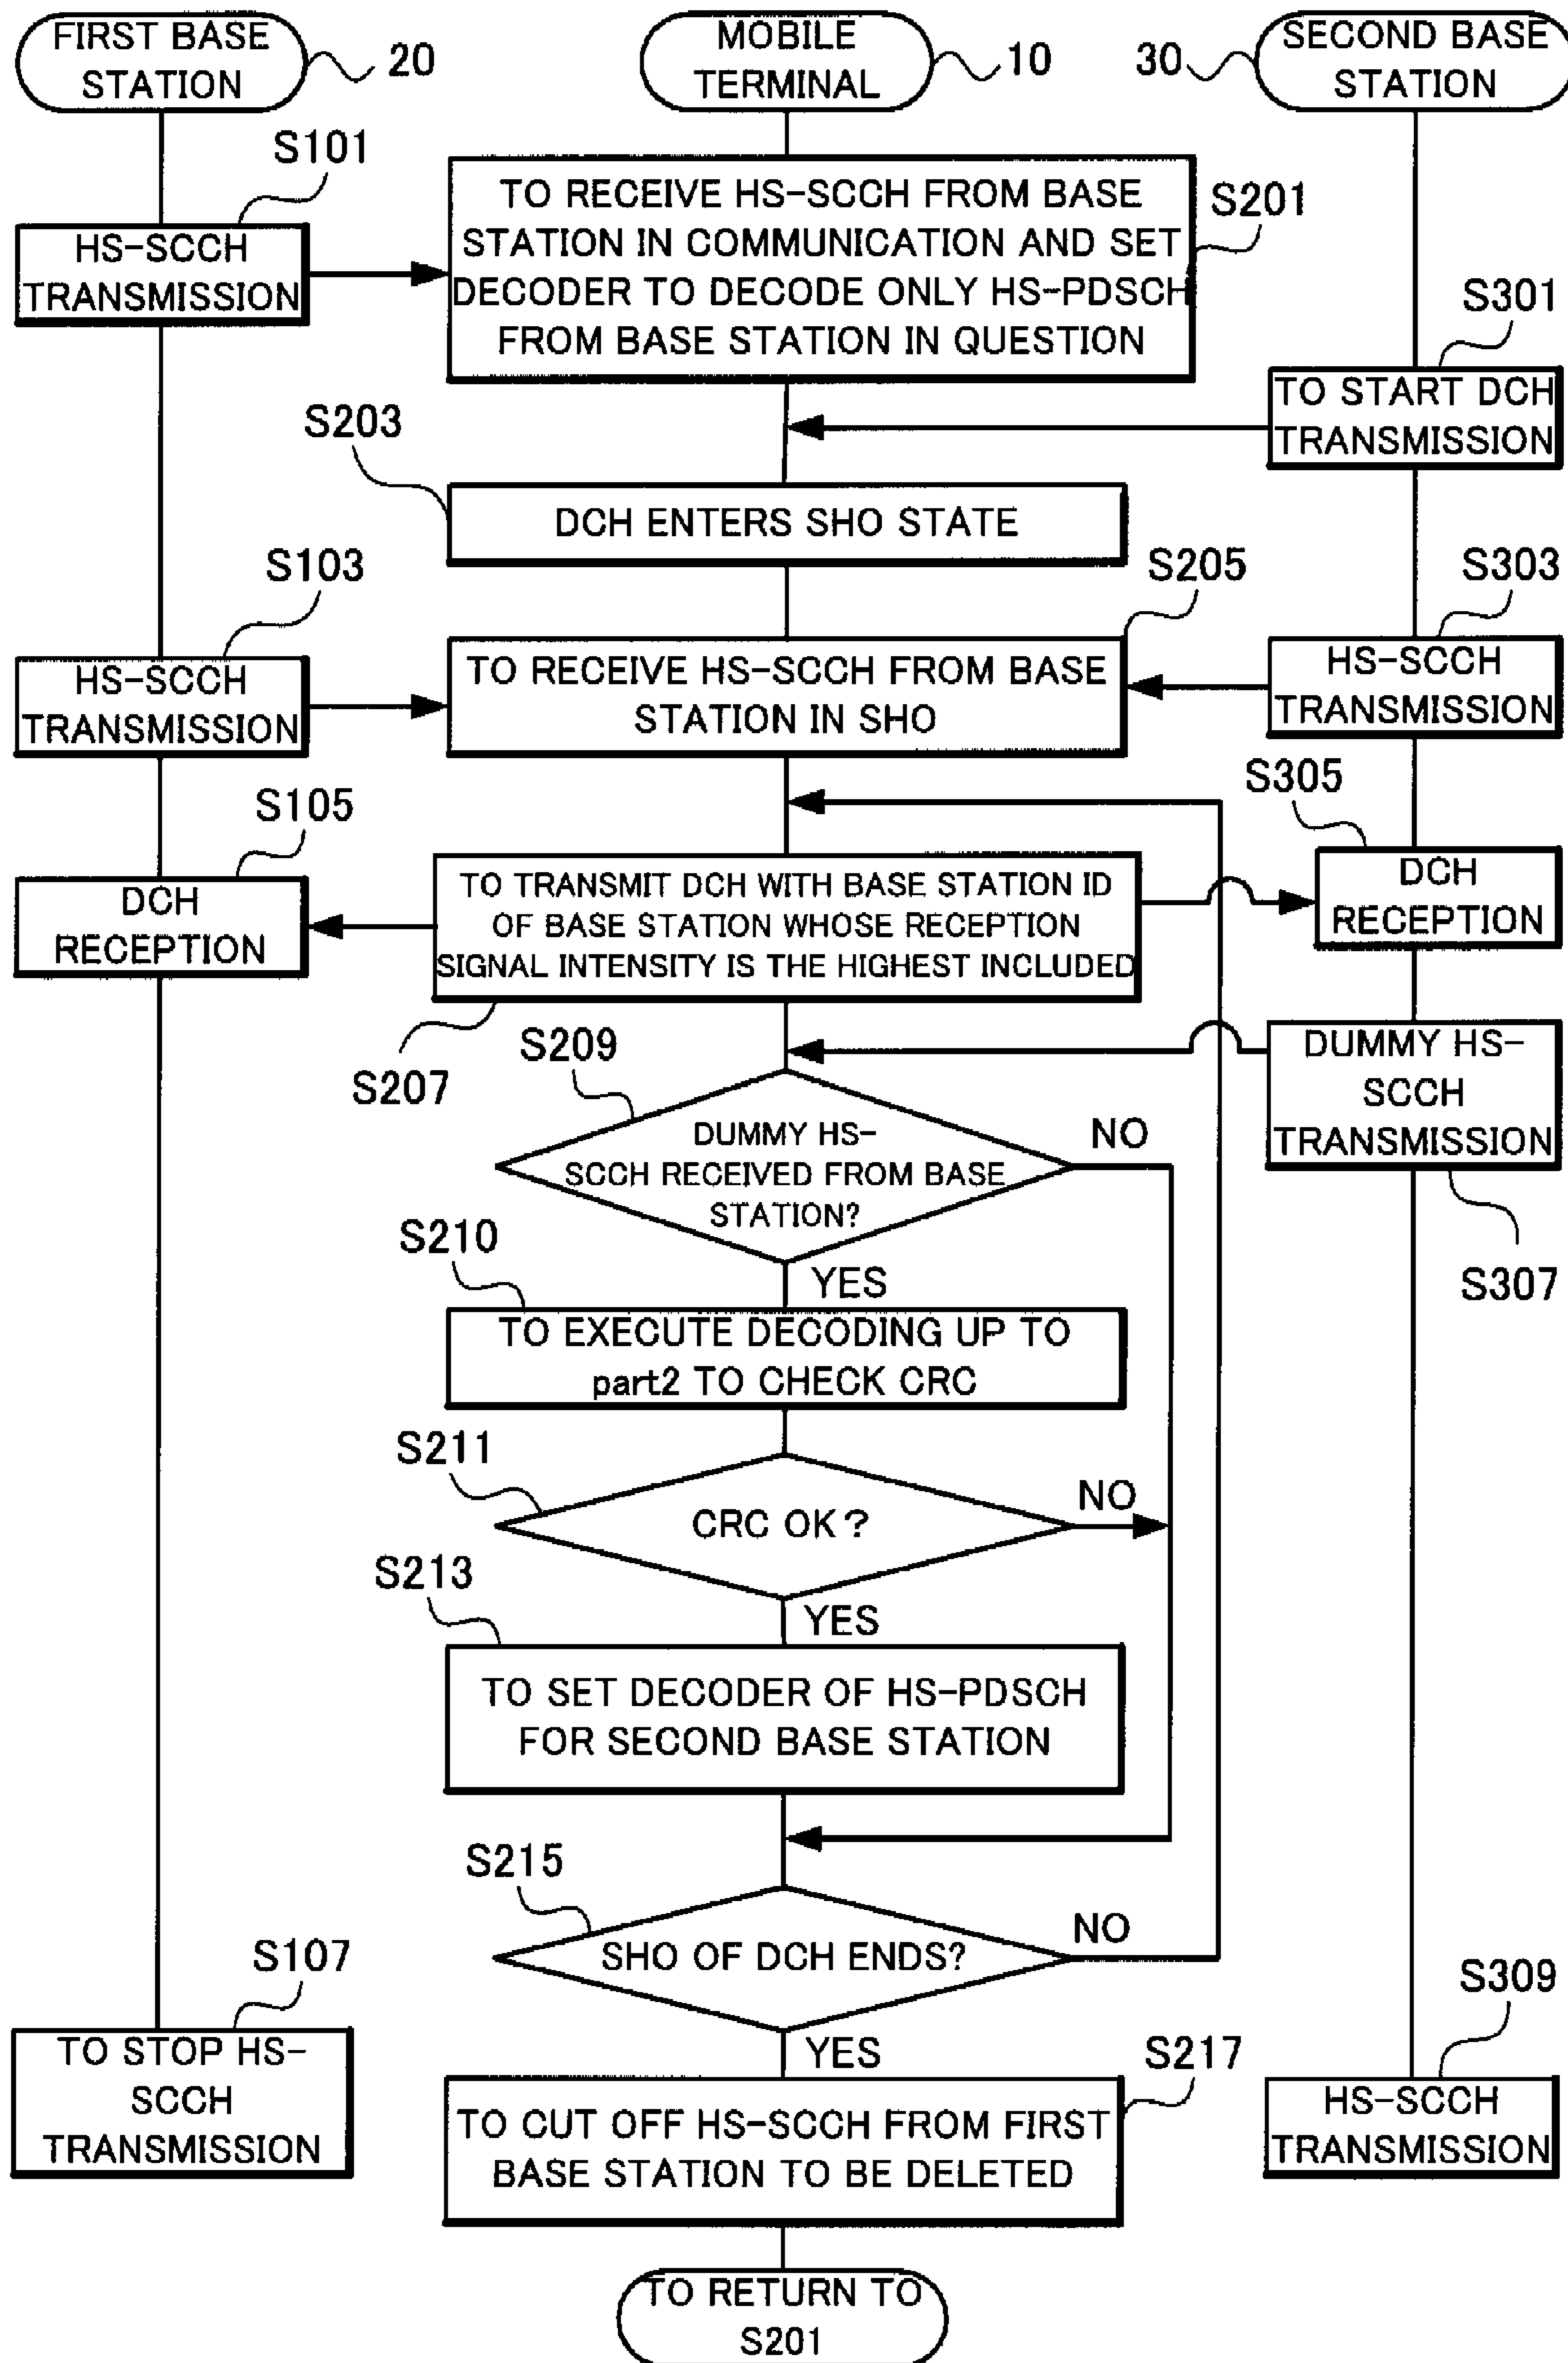 FIRST BASE
STATION
20
MOBILE
TERMINAL
10
30
SECOND BASE
STATION
S101
HS-SCCH
TRANSMISSION
TO RECEIVE HS-SCCH FROM BASE
STATION IN COMMUNICATION AND SET
DECODER TO DECODE ONLY HS-PDSCH
FROM BASE STATION IN QUESTION
S201
S301
TO START DCH
TRANSMISSION
S203
DCH ENTERS SHO STATE
S103
HS-SCCH
TRANSMISSION
S205
TO RECEIVE HS-SCCH FROM BASE
STATION IN SHO
S303
HS-SCCH
TRANSMISSION
S105
DCH
RECEPTION
TO TRANSMIT DCH WITH BASE STATION ID
OF BASE STATION WHOSE RECEPTION
SIGNAL INTENSITY IS THE HIGHEST INCLUDED
S207
S305
DCH
RECEPTION
DUMMY HS-
SCCH
TRANSMISSION
S307
S209
DUMMY HS-
SCCH RECEIVED FROM BASE
STATION?
NO
YES
S210
TO EXECUTE DECODING UP TO
part2 TO CHECK CRC
S211
CRC OK?
NO
YES
S213
TO SET DECODER OF HS-PDSCH
FOR SECOND BASE STATION
S215
SHO OF DCH ENDS?
NO
YES
S107
TO STOP HS-
SCCH
TRANSMISSION
S217
TO CUT OFF HS-SCCH FROM FIRST
BASE STATION TO BE DELETED
S309
HS-SCCH
TRANSMISSION
TO RETURN TO
S201